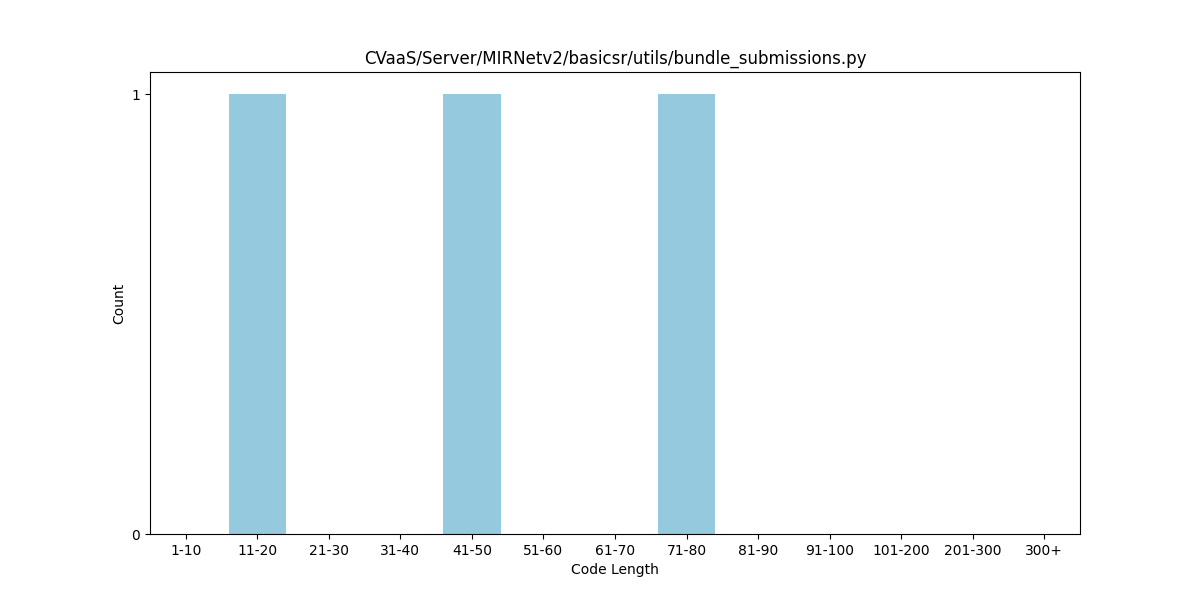 CVaaS/Server/MIRNetv2/basicsr/utils/bundle_submissions.py
1
Count
0
1-10 11-20 21-30 31-40 41-50 51-60 61-70 71-80 81-90 91-100 101-200 201-300 300+
Code Length